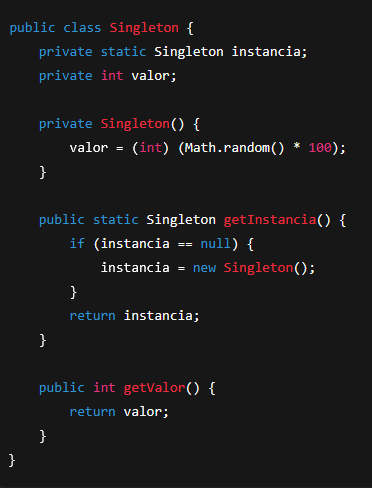 public class Singleton {
    private static Singleton instancia;
    private int valor;

    private Singleton() {
        valor = (int) (Math.random() * 100);
    }

    public static Singleton getInstancia() {
        if (instancia == null) {
            instancia = new Singleton();
        }
        return instancia;
    }

    public int getValor() {
        return valor;
    }
}